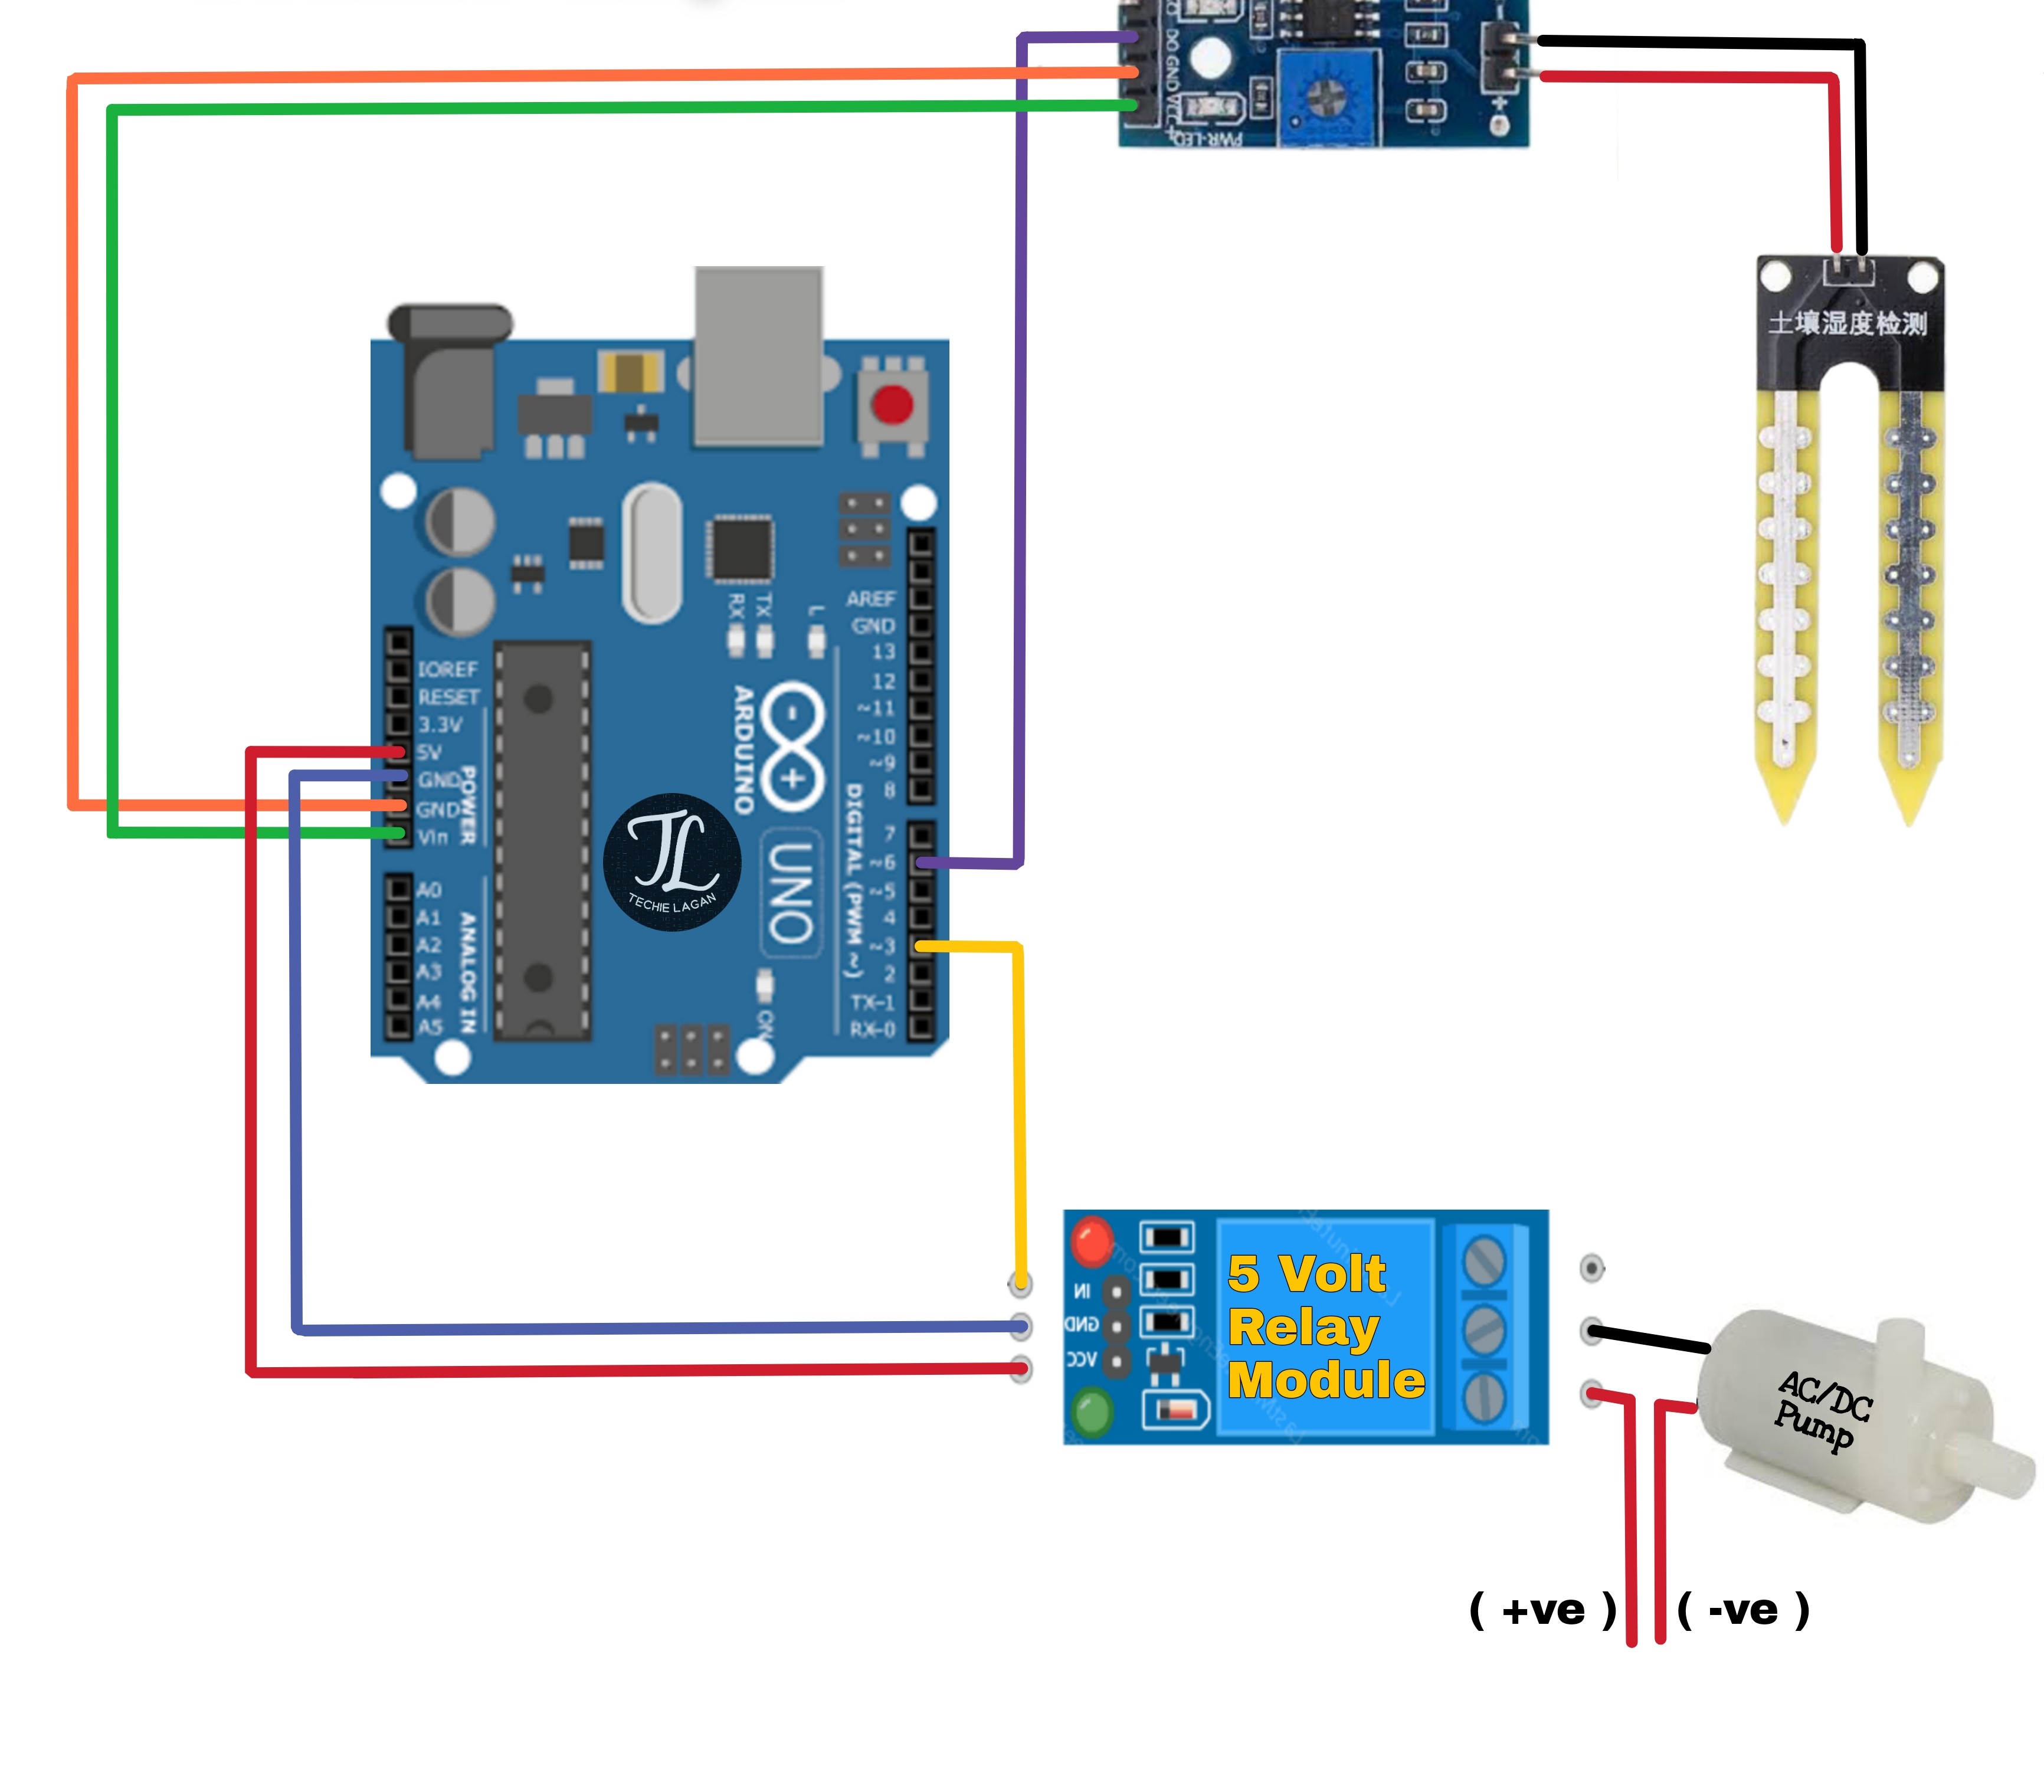 DO
GND
VCC
+
PWR-LED
+
土壤湿度检测
IOREF
RESET
3.3V
5V
GND
GND
Vin
POWER
A0
A1
A2
A3
A4
A5
ANALOG IN
RX
TX
L
ARDUINO
UNO
ON
TL
TECHIE LAGAN
AREF
GND
13
12
~11
~10
~9
8
7
~6
~5
4
~3
2
TX-1
RX-0
DIGITAL (PWM ~)
IN
GND
VCC
5 Volt
Relay
Module
AC/DC
Pump
( +ve )
( -ve )